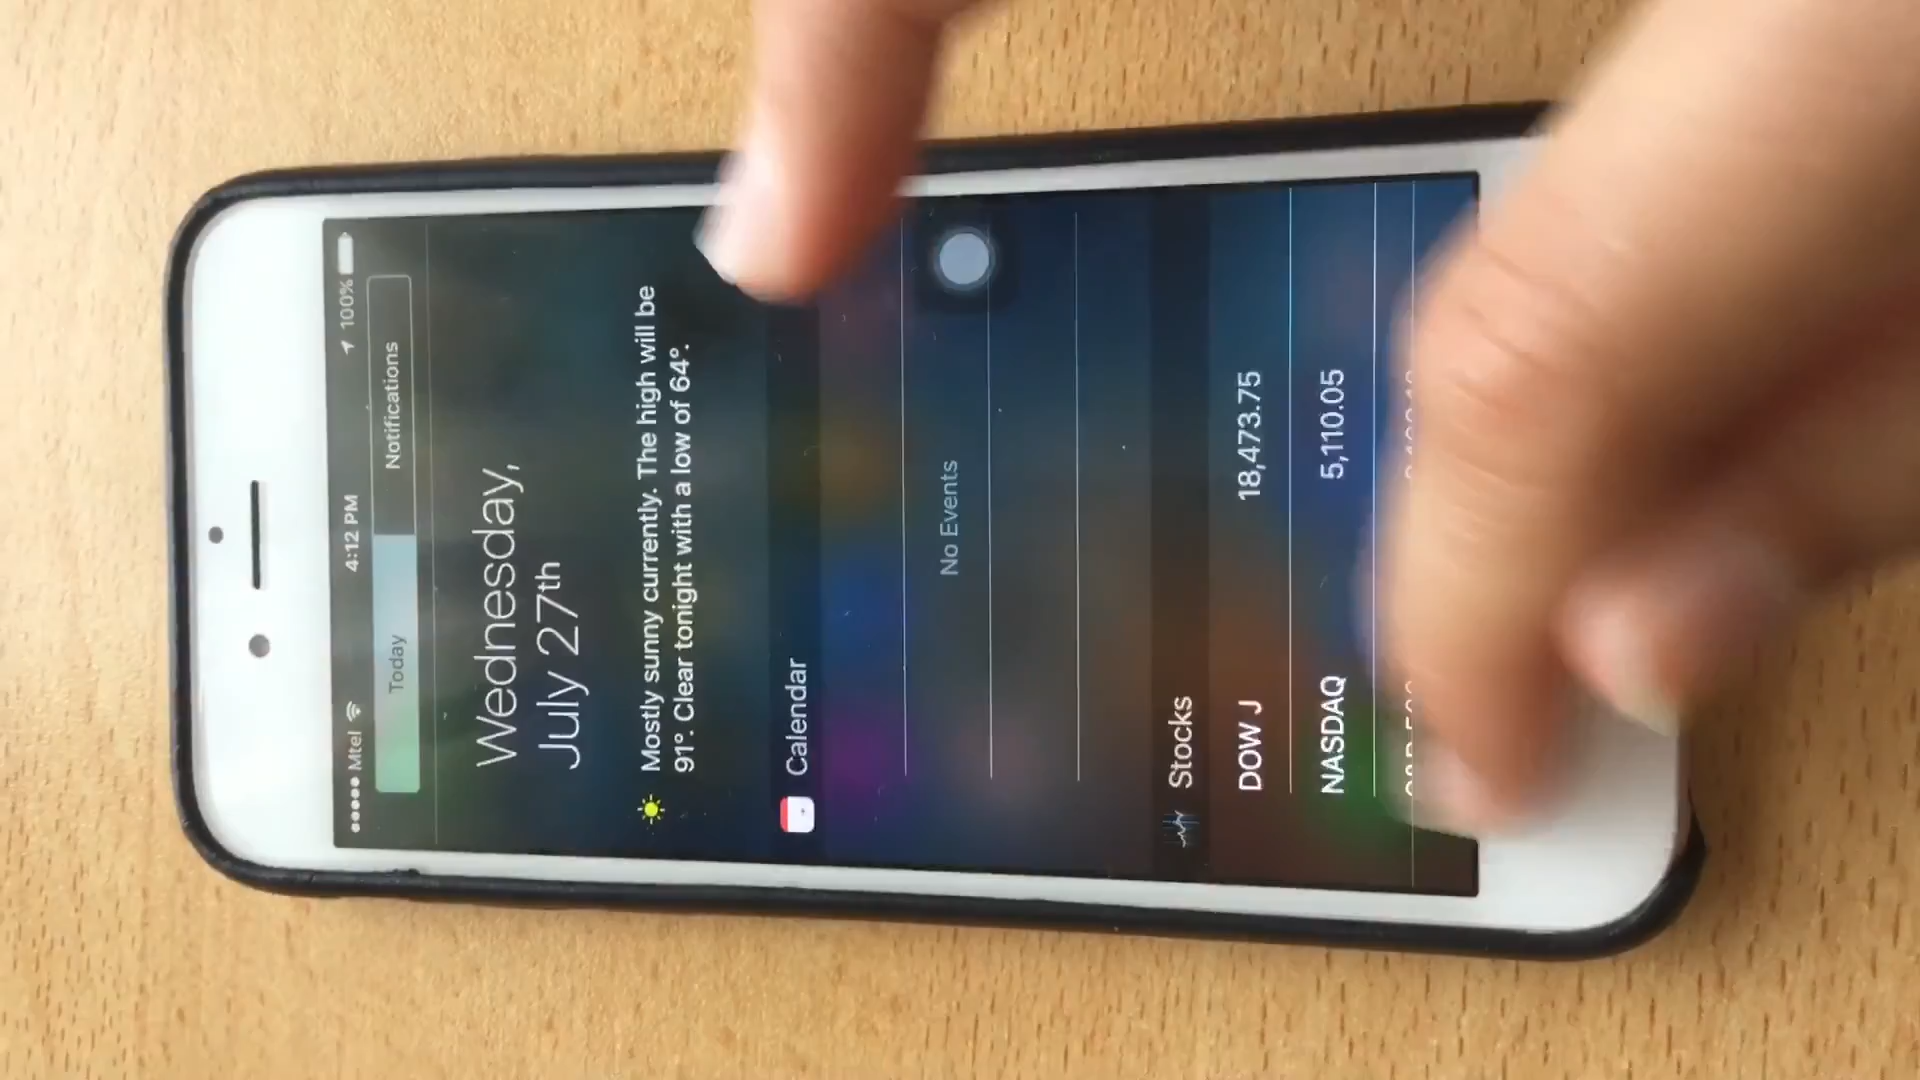 Mtel 4:12 PM 100%
Today Notifications
Wednesday,
July 27th
Mostly sunny currently. The high will be
91°. Clear tonight with a low of 64°.
Calendar
No Events
Stocks
DOW J 18,473.75
NASDAQ 5,110.05